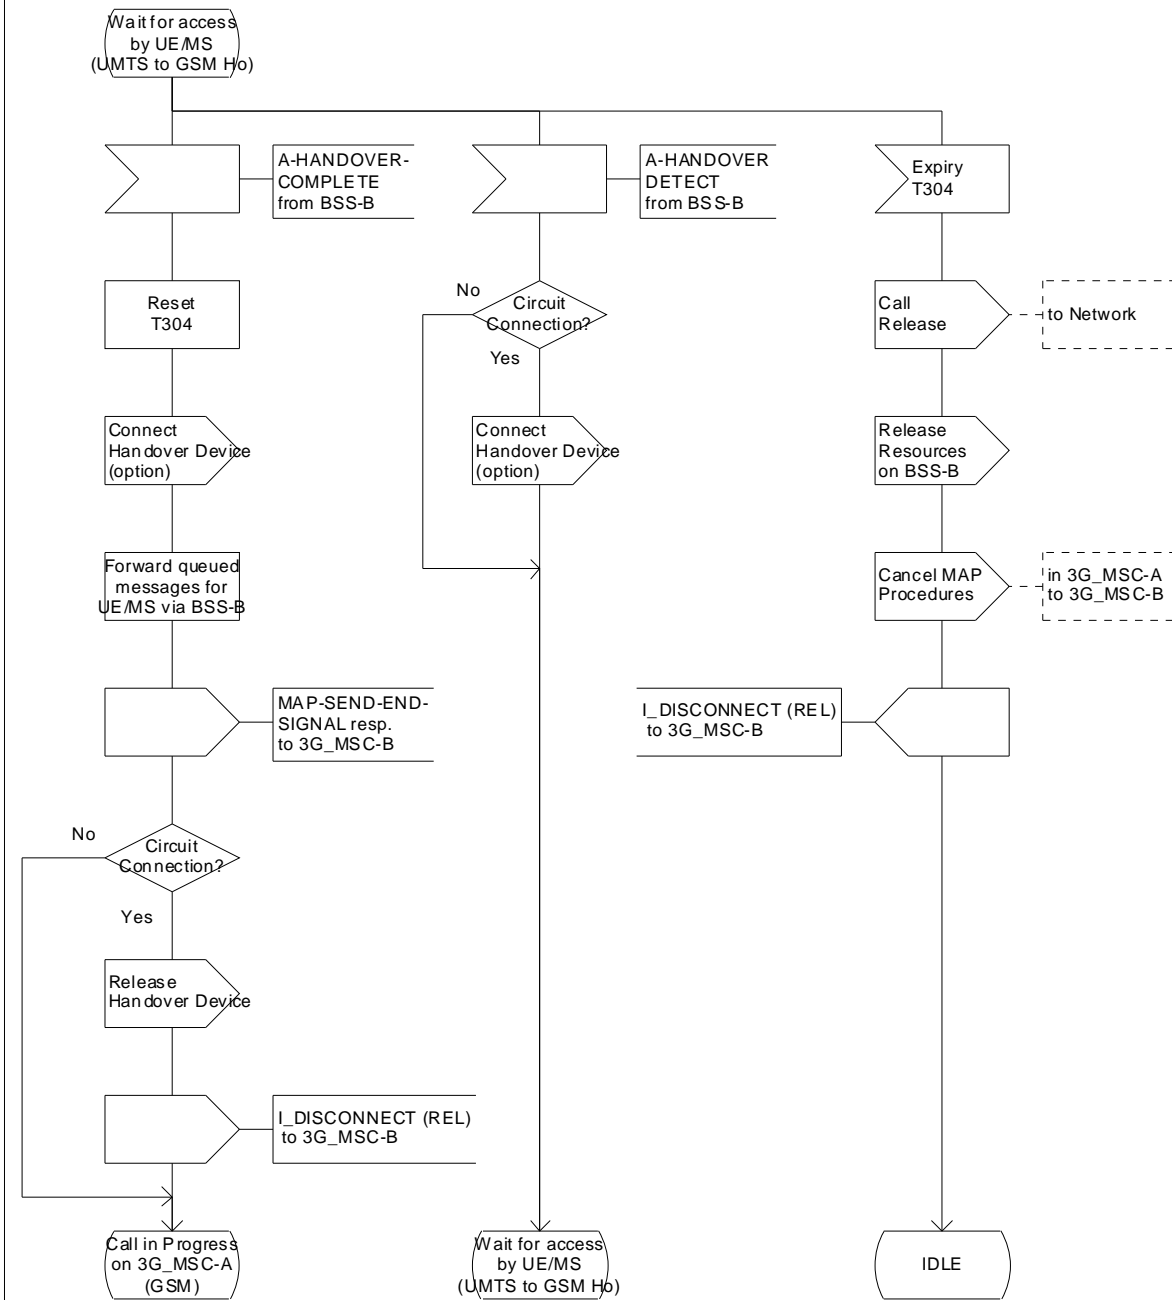 Wait for access
by UE/MS
(UMTS to GSM Ho)
A-HANDOVER-
COMPLETE
from BSS-B
A-HANDOVER
DETECT
from BSS-B
Expiry
T304
Reset
T304
No
Circuit
Connection?
Yes
Call
Release
to Network
Connect
Handover Device
(option)
Connect
Handover Device
(option)
Release
Resources
on BSS-B
Forward queued
messages for
UE/MS via BSS-B
Cancel MAP
Procedures
in 3G_MSC-A
to 3G_MSC-B
MAP-SEND-END-
SIGNAL resp.
to 3G_MSC-B
I_DISCONNECT (REL)
to 3G_MSC-B
No
Circuit
Connection?
Yes
Release
Handover Device
I_DISCONNECT (REL)
to 3G_MSC-B
Call in Progress
on 3G_MSC-A
(GSM)
Wait for access
by UE/MS
(UMTS to GSM Ho)
IDLE